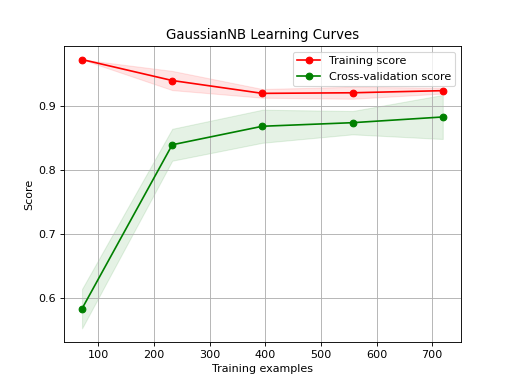 GaussianNB Learning Curves
Training score
Cross-validation score
0.9
0.8
0.7
0.6
Score
100 200 300 400 500 600 700
Training examples